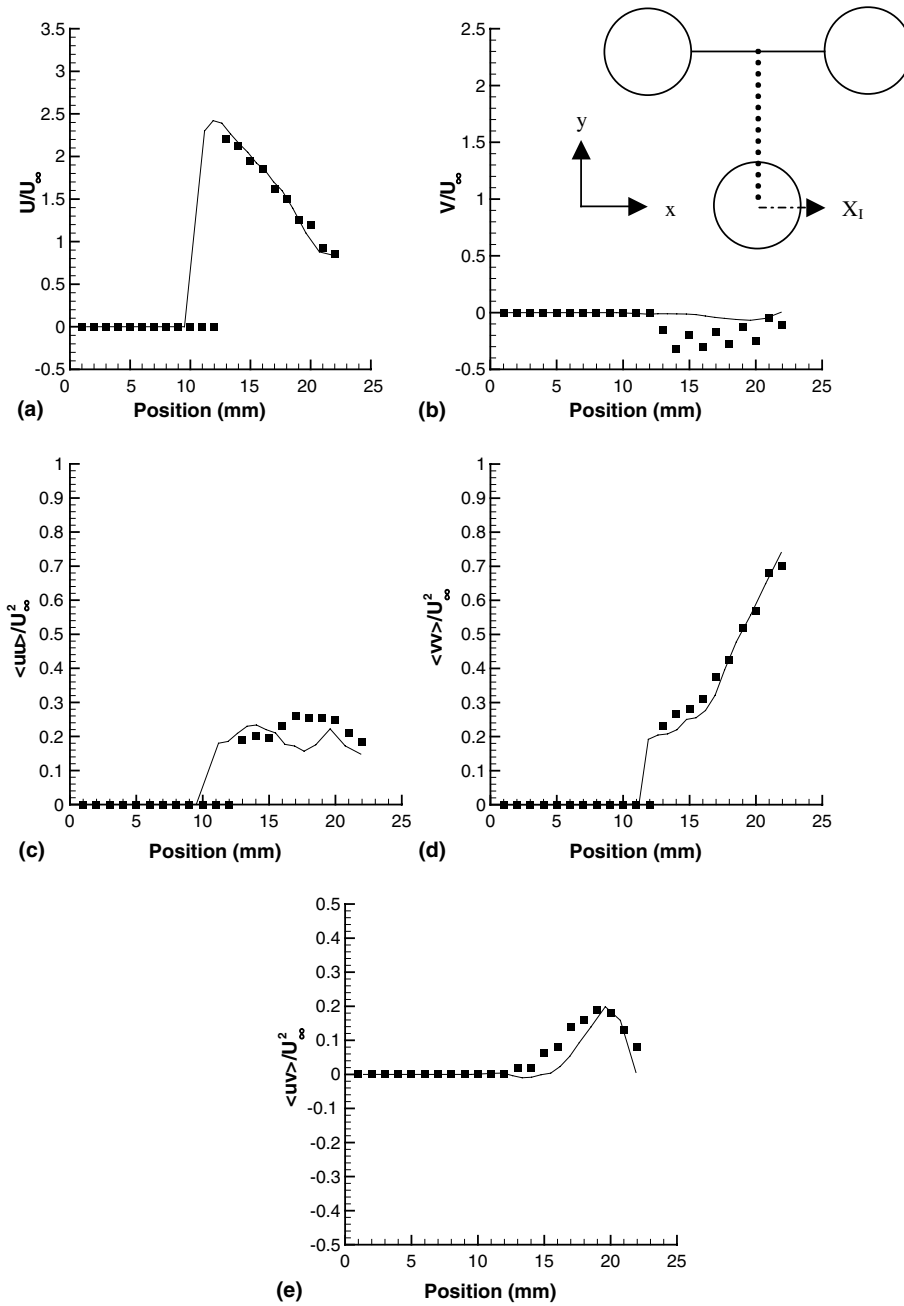 3.5
3
2.5
2
1.5
1
0.5
0
-0.5
U/U∞
0 5 10 15 20 25
Position (mm)
(a)
2.5
2
1.5
1
0.5
0
-0.5
V/U∞
y
x
X_I
0 5 10 15 20 25
Position (mm)
(b)
1
0.9
0.8
0.7
0.6
0.5
0.4
0.3
0.2
0.1
0
<uu>/U²∞
0 5 10 15 20 25
Position (mm)
(c)
1
0.9
0.8
0.7
0.6
0.5
0.4
0.3
0.2
0.1
0
<vv>/U²∞
0 5 10 15 20 25
Position (mm)
(d)
0.5
0.4
0.3
0.2
0.1
0
-0.1
-0.2
-0.3
-0.4
-0.5
<uv>/U²∞
0 5 10 15 20 25
Position (mm)
(e)